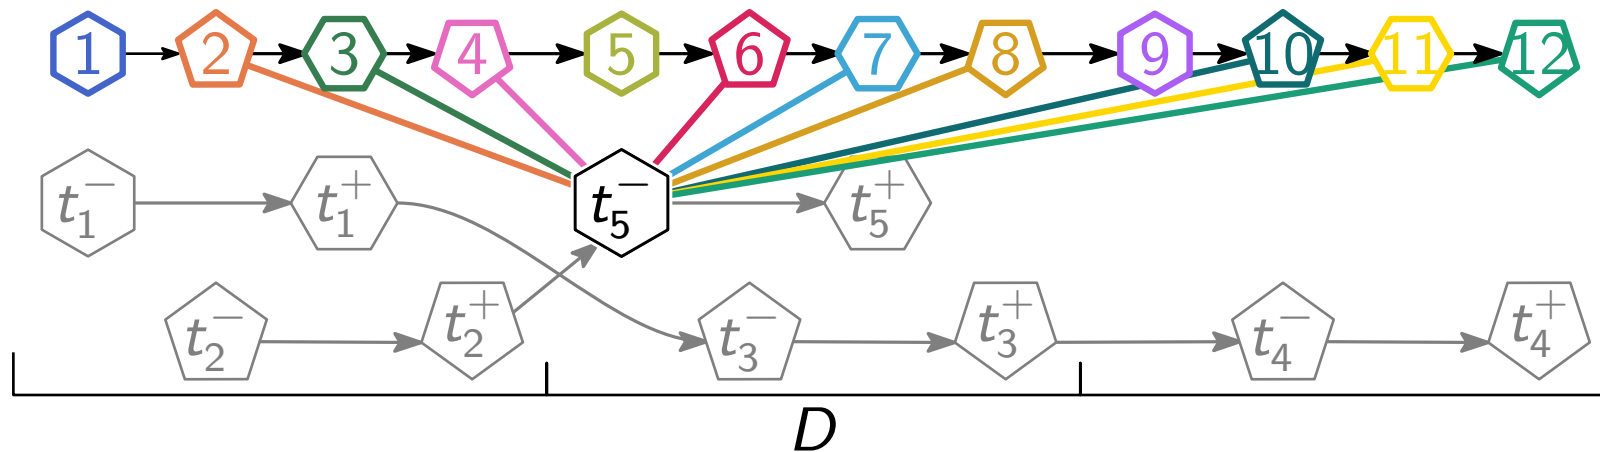 1 2 3 4 5 6 7 8 9 10 11 12
t₁⁻ t₁⁺ t₅⁻ t₅⁺
t₂⁻ t₂⁺ t₃⁻ t₃⁺ t₄⁻ t₄⁺
D